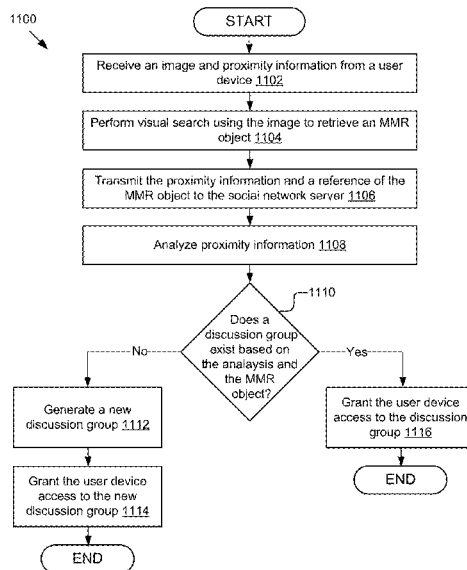 1100
START
Receive an image and proximity information from a user
device 1102
Perform visual search using the image to retrieve an MMR
object 1104
Transmit the proximity information and a reference of the
MMR object to the social network server 1106
Analyze proximity information 1108
1110
Does a
discussion group
exist based on
the analaysis and
the MMR
object?
No
Yes
Generate a new
discussion group 1112
Grant the user device
access to the new
discussion group 1114
END
Grant the user device
access to the discussion
group 1116
END